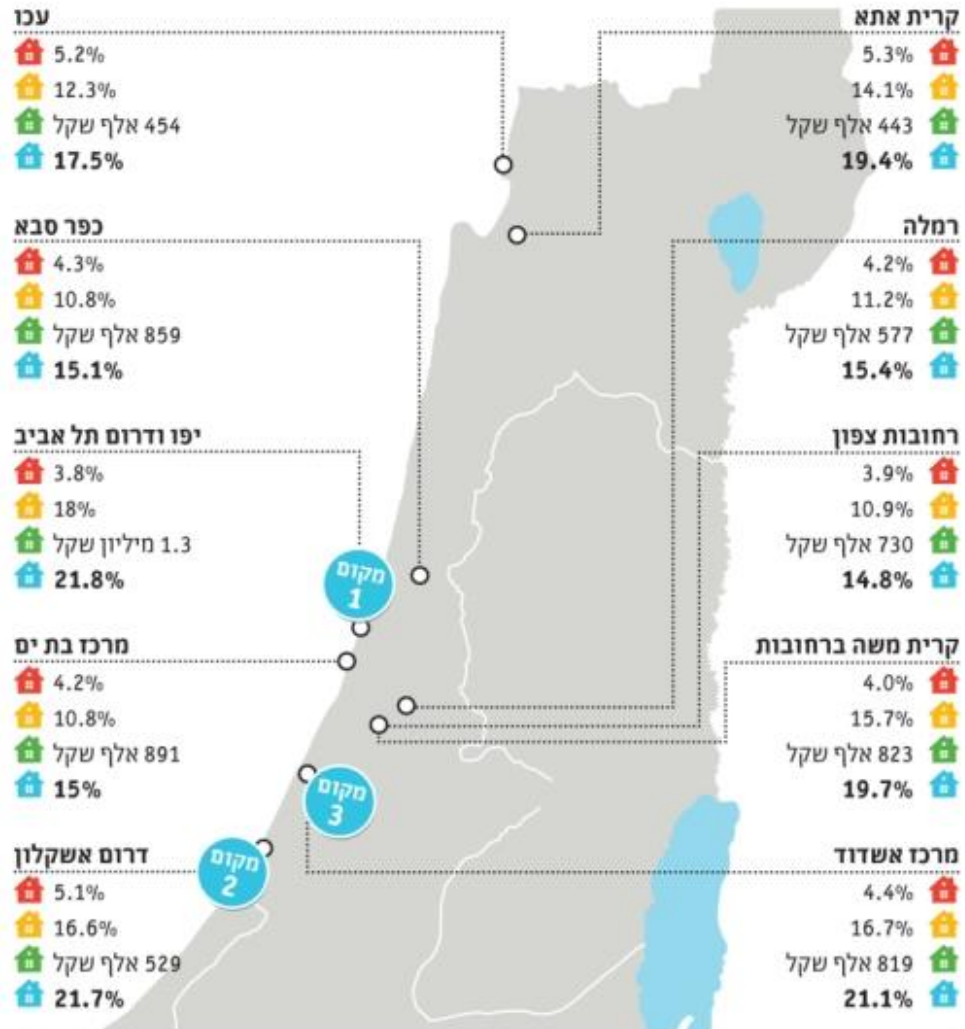 קרית אתא
5.3%
14.1%
443 אלף שקל
19.4%
עכו
5.2%
12.3%
454 אלף שקל
17.5%
רמלה
4.2%
11.2%
577 אלף שקל
15.4%
כפר סבא
4.3%
10.8%
859 אלף שקל
15.1%
רחובות צפון
3.9%
10.9%
730 אלף שקל
14.8%
יפו ודרום תל אביב
3.8%
18%
1.3 מיליון שקל
21.8%
מקום
1
קרית משה ברחובות
4.0%
15.7%
823 אלף שקל
19.7%
מרכז בת ים
4.2%
10.8%
891 אלף שקל
15%
מקום
3
מרכז אשדוד
4.4%
16.7%
819 אלף שקל
21.1%
דרום אשקלון
5.1%
16.6%
529 אלף שקל
21.7%
מקום
2